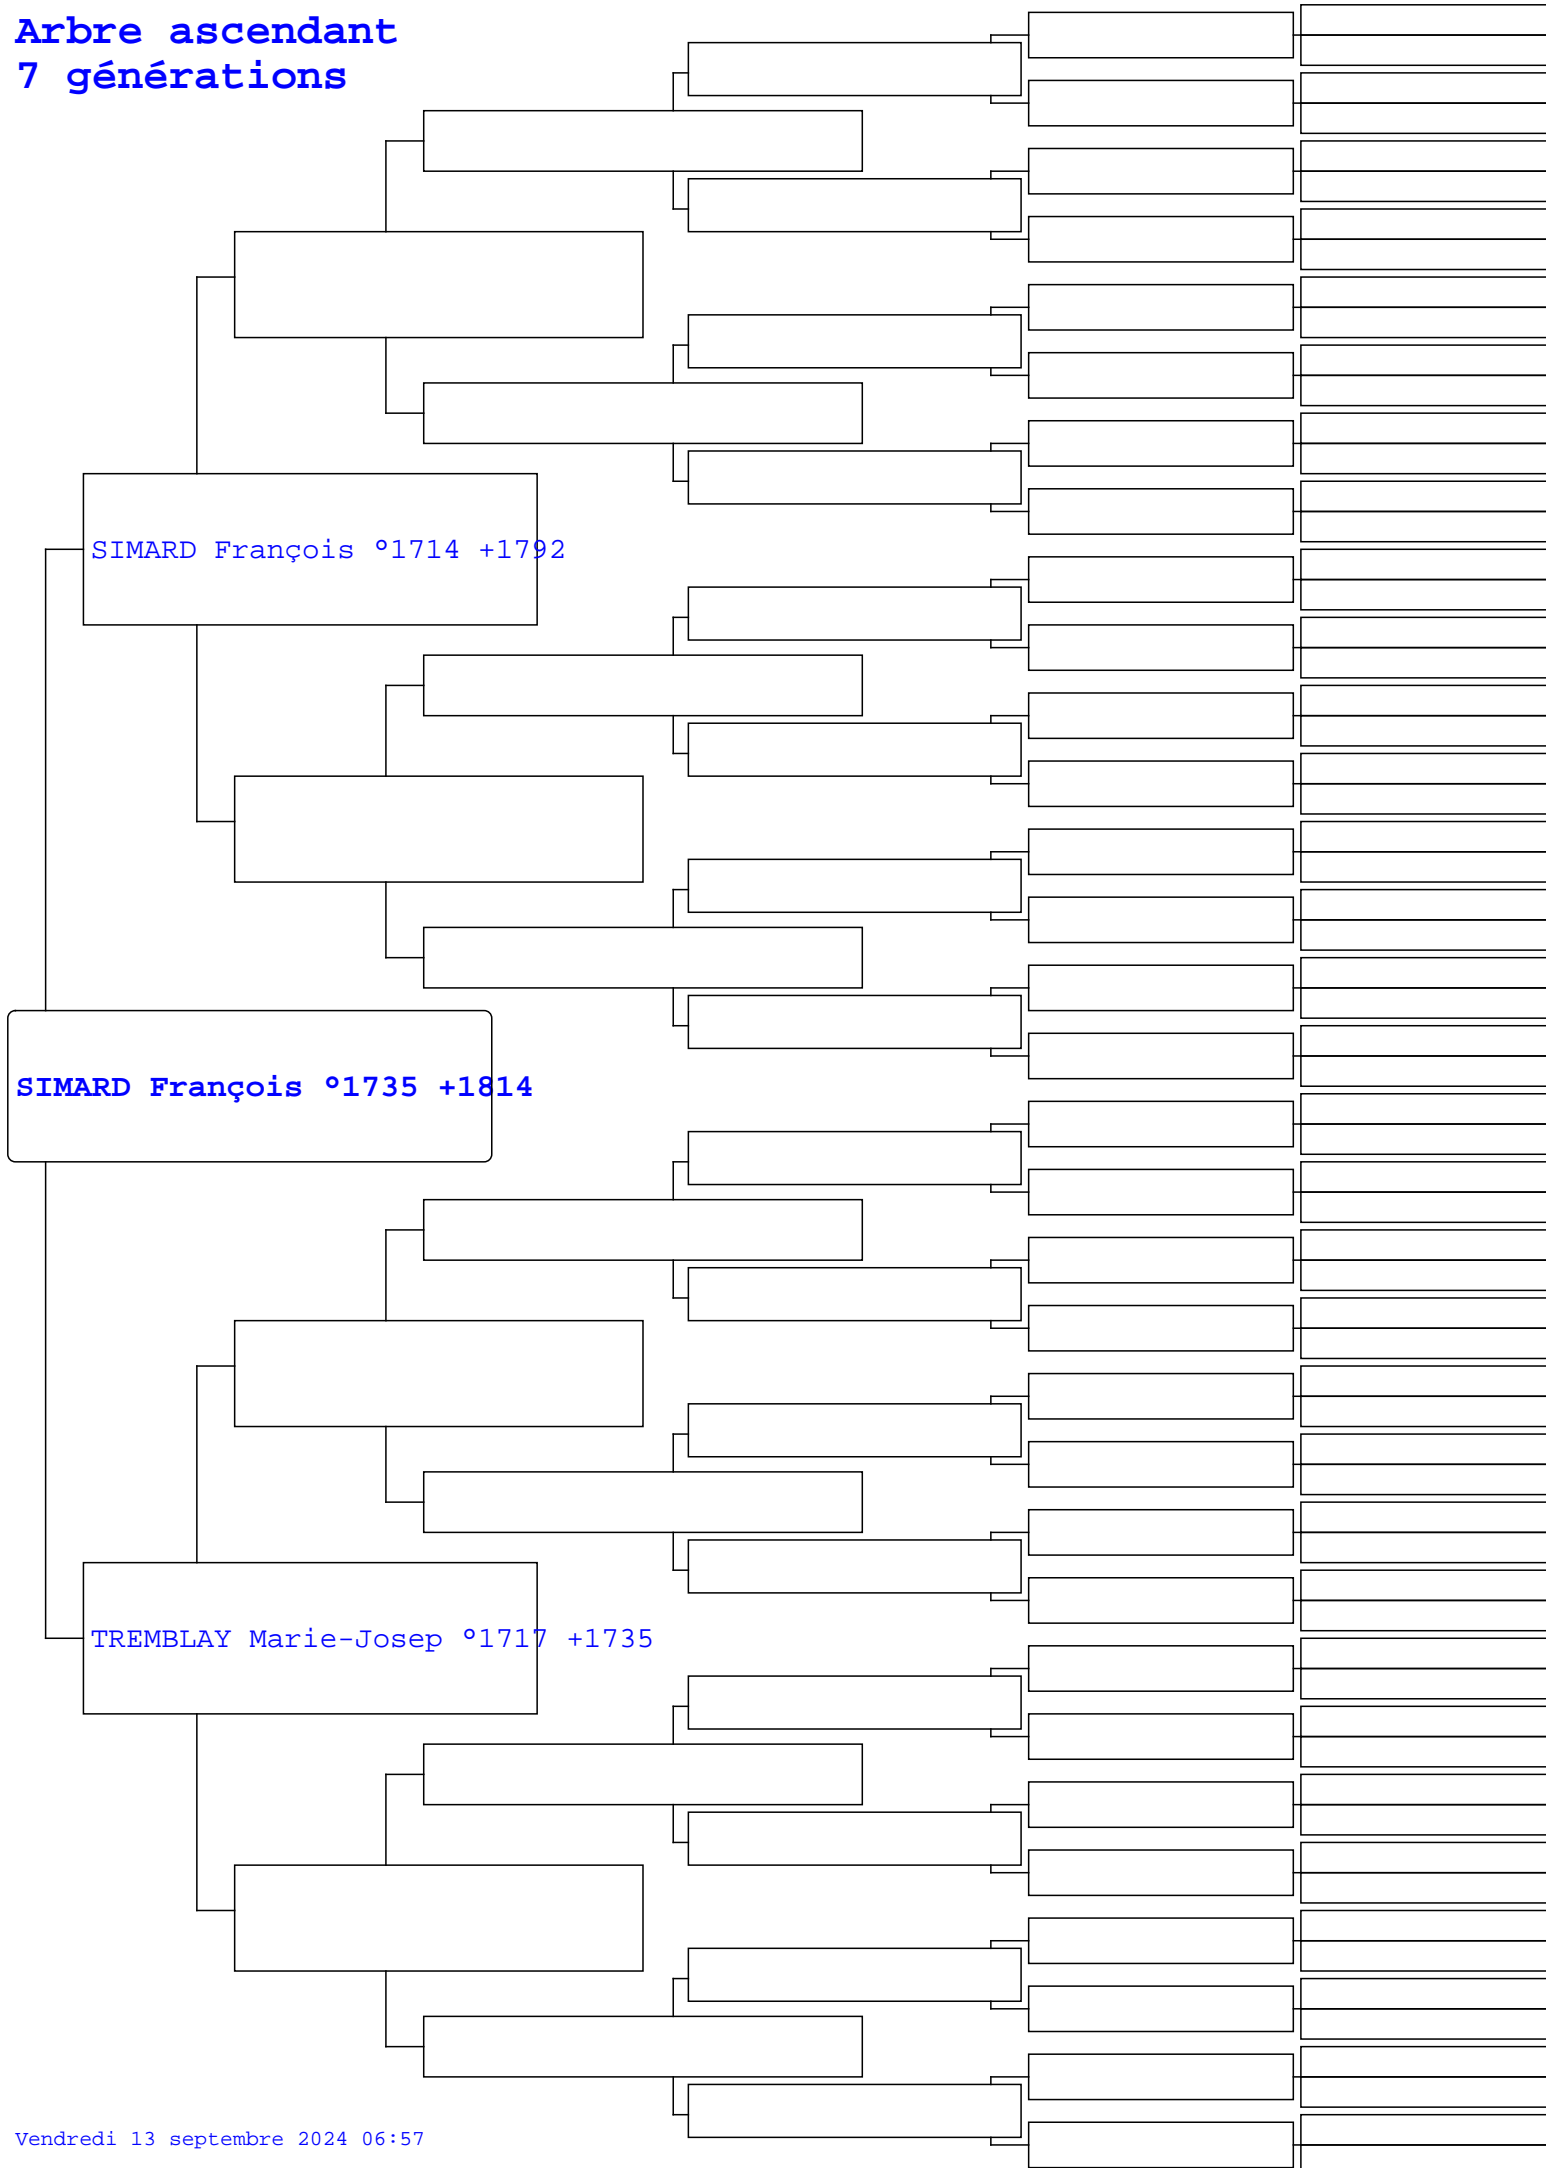 Arbre ascendant
7 générations
SIMARD François °1714 +1792
SIMARD François °1735 +1814
TREMBLAY Marie-Josep °1717 +1735
Vendredi 13 septembre 2024 06:57